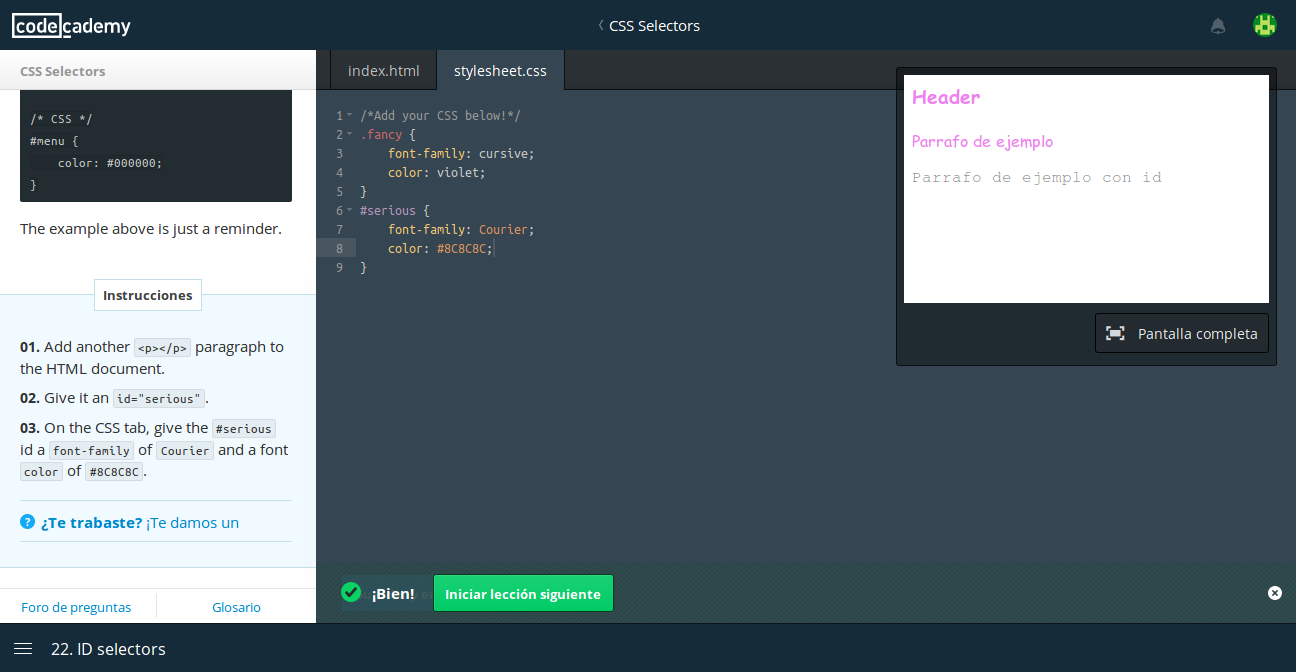 codecademy
CSS Selectors
CSS Selectors
/* CSS */
#menu {
    color: #000000;
}
The example above is just a reminder.
Instrucciones
01. Add another <p></p> paragraph to
the HTML document.
02. Give it an id="serious".
03. On the CSS tab, give the #serious
id a font-family of Courier and a font
color of #8C8C8C.
? ¿Te trabaste? ¡Te damos un
Foro de preguntas
Glosario
index.html
stylesheet.css
1 /*Add your CSS below!*/
2 .fancy {
3     font-family: cursive;
4     color: violet;
5 }
6 #serious {
7     font-family: Courier;
8     color: #8C8C8C;
9 }
Header
Parrafo de ejemplo
Parrafo de ejemplo con id
Pantalla completa
¡Bien!
Iniciar lección siguiente
22. ID selectors